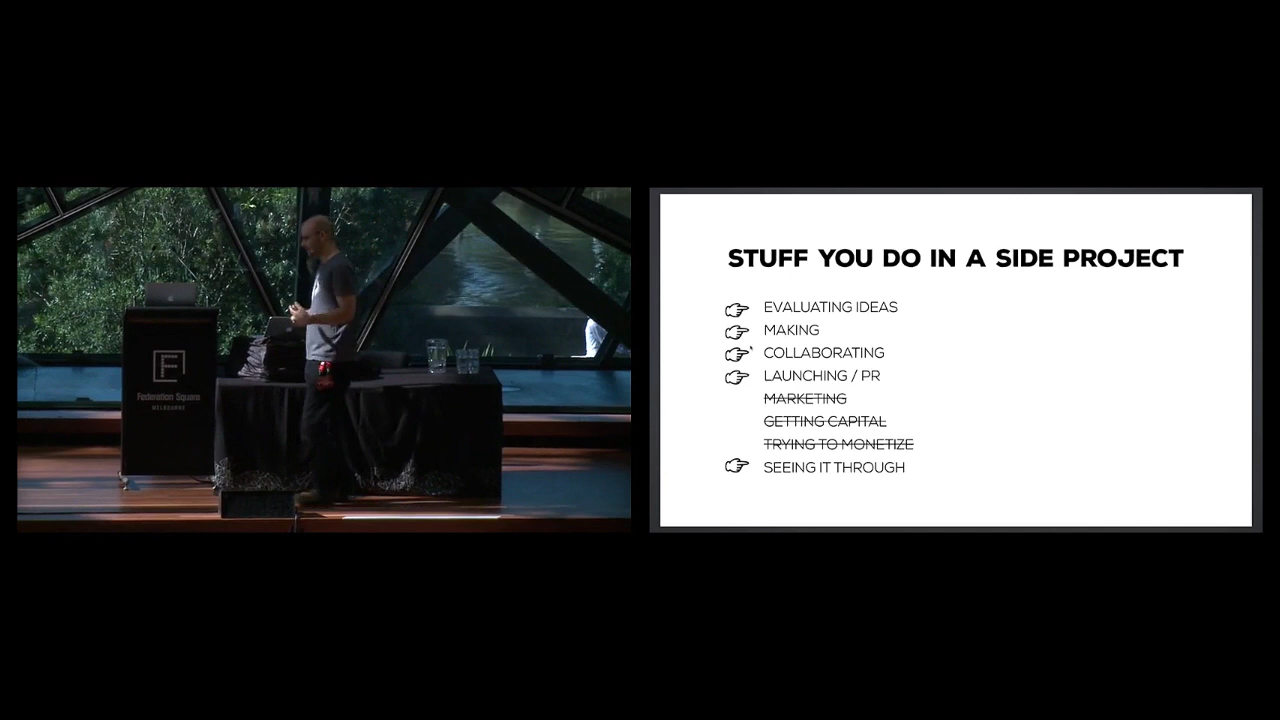 Federation Square
MELBOURNE
STUFF YOU DO IN A SIDE PROJECT
EVALUATING IDEAS
MAKING
COLLABORATING
LAUNCHING / PR
MARKETING
GETTING CAPITAL
TRYING TO MONETIZE
SEEING IT THROUGH